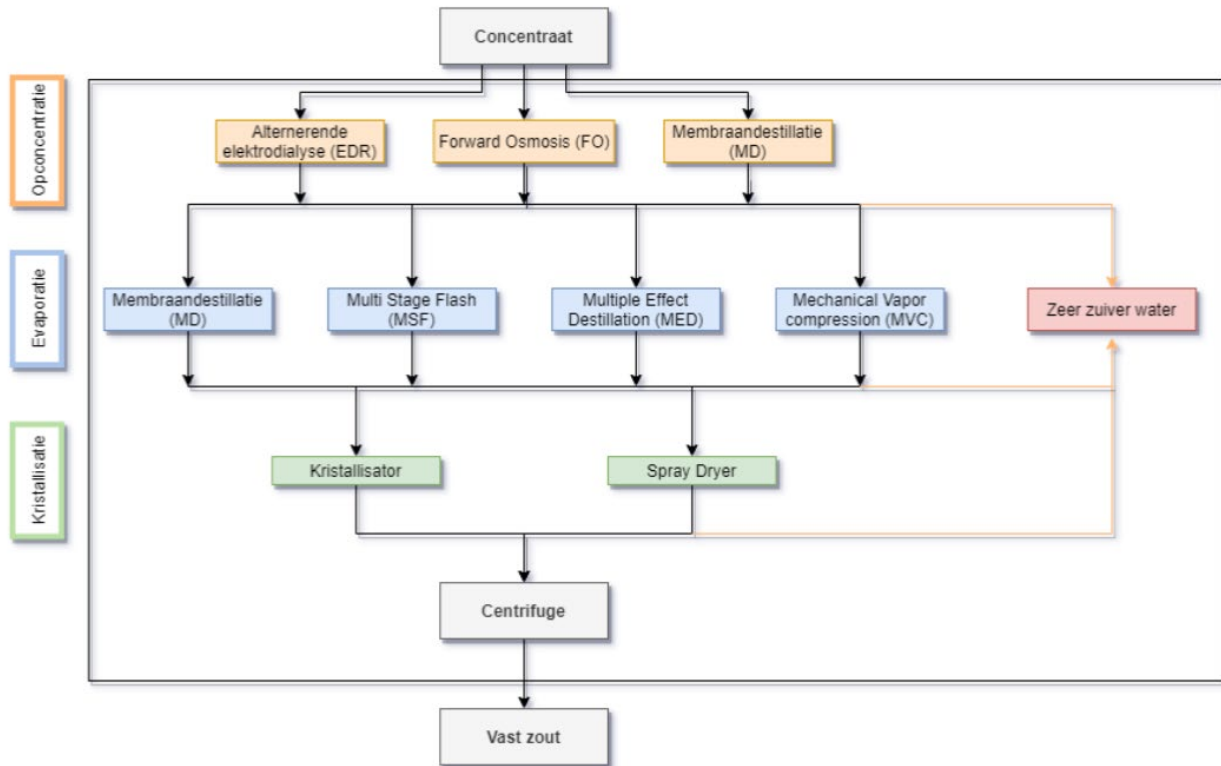 Concentraat
Opconcentratie
Alternerende
elektrodialyse (EDR)
Forward Osmosis (FO)
Membraandestillatie
(MD)
Evaporatie
Membraandestillatie
(MD)
Multi Stage Flash
(MSF)
Multiple Effect
Destillation (MED)
Mechanical Vapor
compression (MVC)
Zeer zuiver water
Kristallisatie
Kristallisator
Spray Dryer
Centrifuge
Vast zout